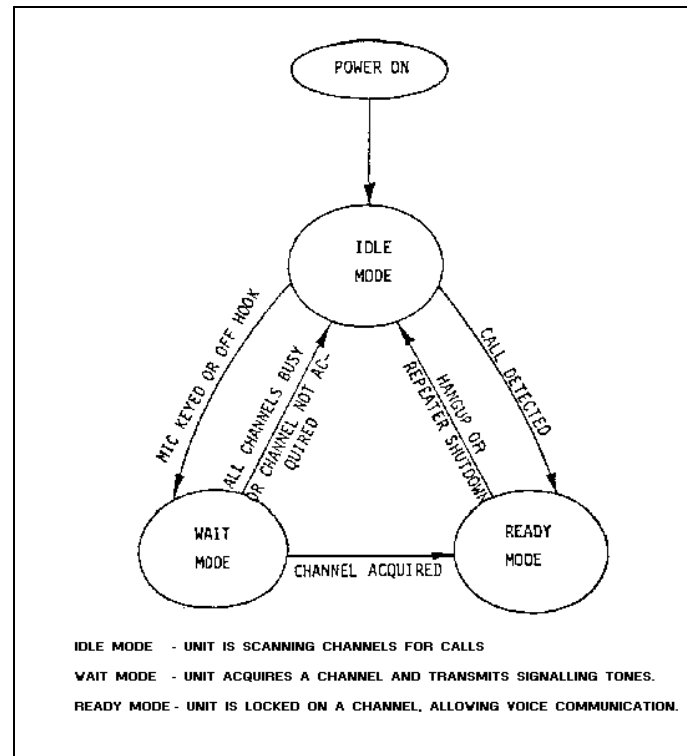 POWER ON
IDLE
MODE
MIC KEYED OR OFF HOOK
ALL CHANNELS BUSY
OR CHANNEL NOT AC-
QUIRED
HANGUP OR
REPEATER SHUTDOWN
CALL DETECTED
WAIT
MODE
CHANNEL ACQUIRED
READY
MODE
IDLE MODE - UNIT IS SCANNING CHANNELS FOR CALLS
WAIT MODE - UNIT ACQUIRES A CHANNEL AND TRANSMITS SIGNALLING TONES.
READY MODE - UNIT IS LOCKED ON A CHANNEL, ALLOWING VOICE COMMUNICATION.